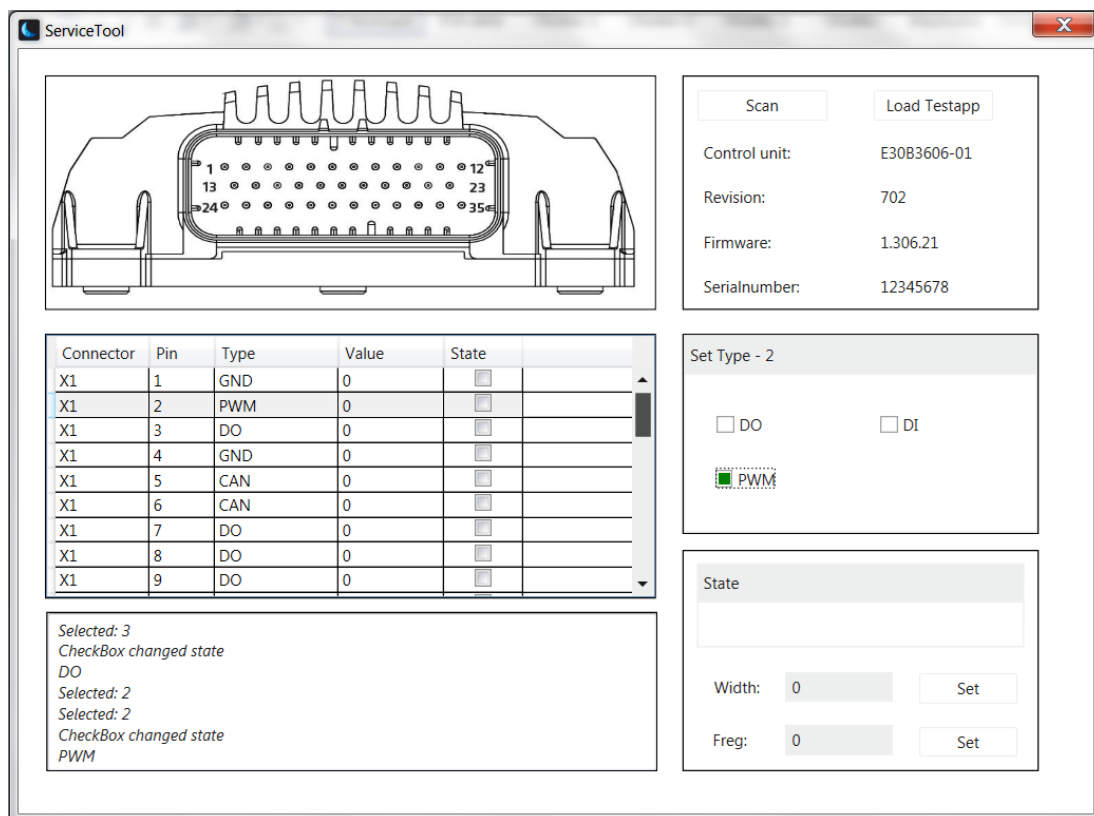 ServiceTool
X
1 12
13 23
24 35
Scan Load Testapp
Control unit: E30B3606-01
Revision: 702
Firmware: 1.306.21
Serialnumber: 12345678
Connector Pin Type Value State
X1 1 GND 0
X1 2 PWM 0
X1 3 DO 0
X1 4 GND 0
X1 5 CAN 0
X1 6 CAN 0
X1 7 DO 0
X1 8 DO 0
X1 9 DO 0
Set Type - 2
DO DI
PWM
Selected: 3
CheckBox changed state
DO
Selected: 2
Selected: 2
CheckBox changed state
PWM
State
Width: 0 Set
Freg: 0 Set